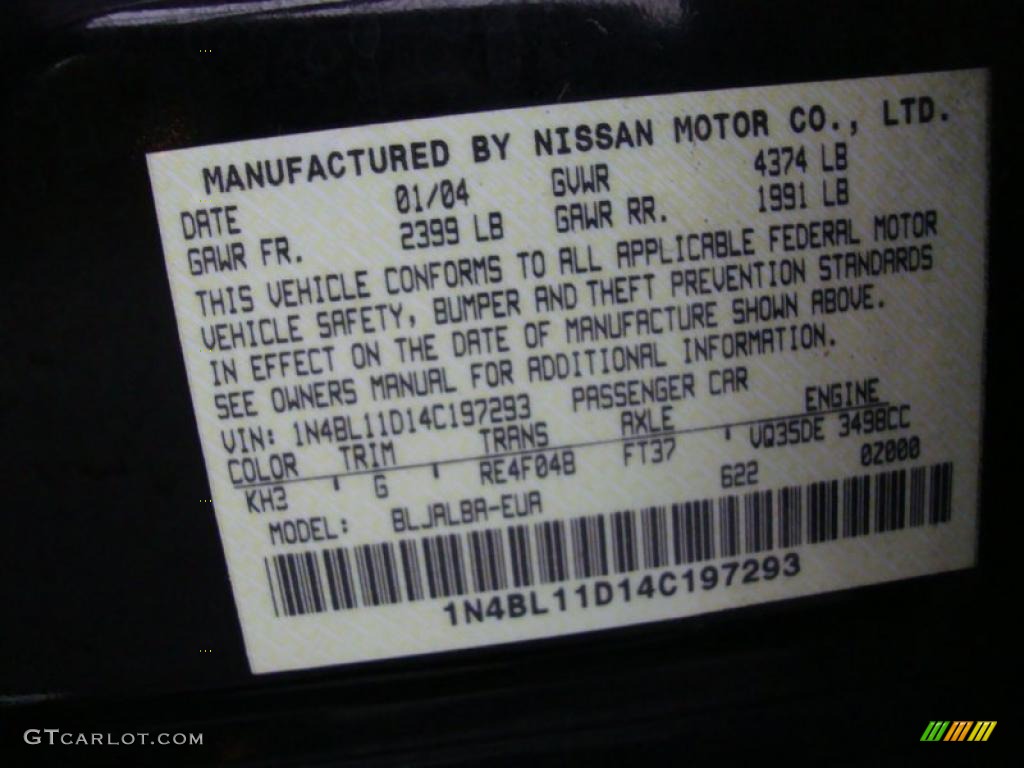 MANUFACTURED BY NISSAN MOTOR CO., LTD.
DATE 01/04 GVWR 4374 LB
GAWR FR. 2399 LB GAWR RR. 1991 LB
THIS VEHICLE CONFORMS TO ALL APPLICABLE FEDERAL MOTOR
VEHICLE SAFETY, BUMPER AND THEFT PREVENTION STANDARDS
IN EFFECT ON THE DATE OF MANUFACTURE SHOWN ABOVE.
SEE OWNERS MANUAL FOR ADDITIONAL INFORMATION.
VIN: 1N4BL11D14C197293 PASSENGER CAR
COLOR TRIM TRANS AXLE ENGINE
KH3 G RE4F04B FT37 VQ35DE 3498CC
MODEL: BLJALBA-EUA 622 02000
1N4BL11D14C197293
GTCARLOT.COM